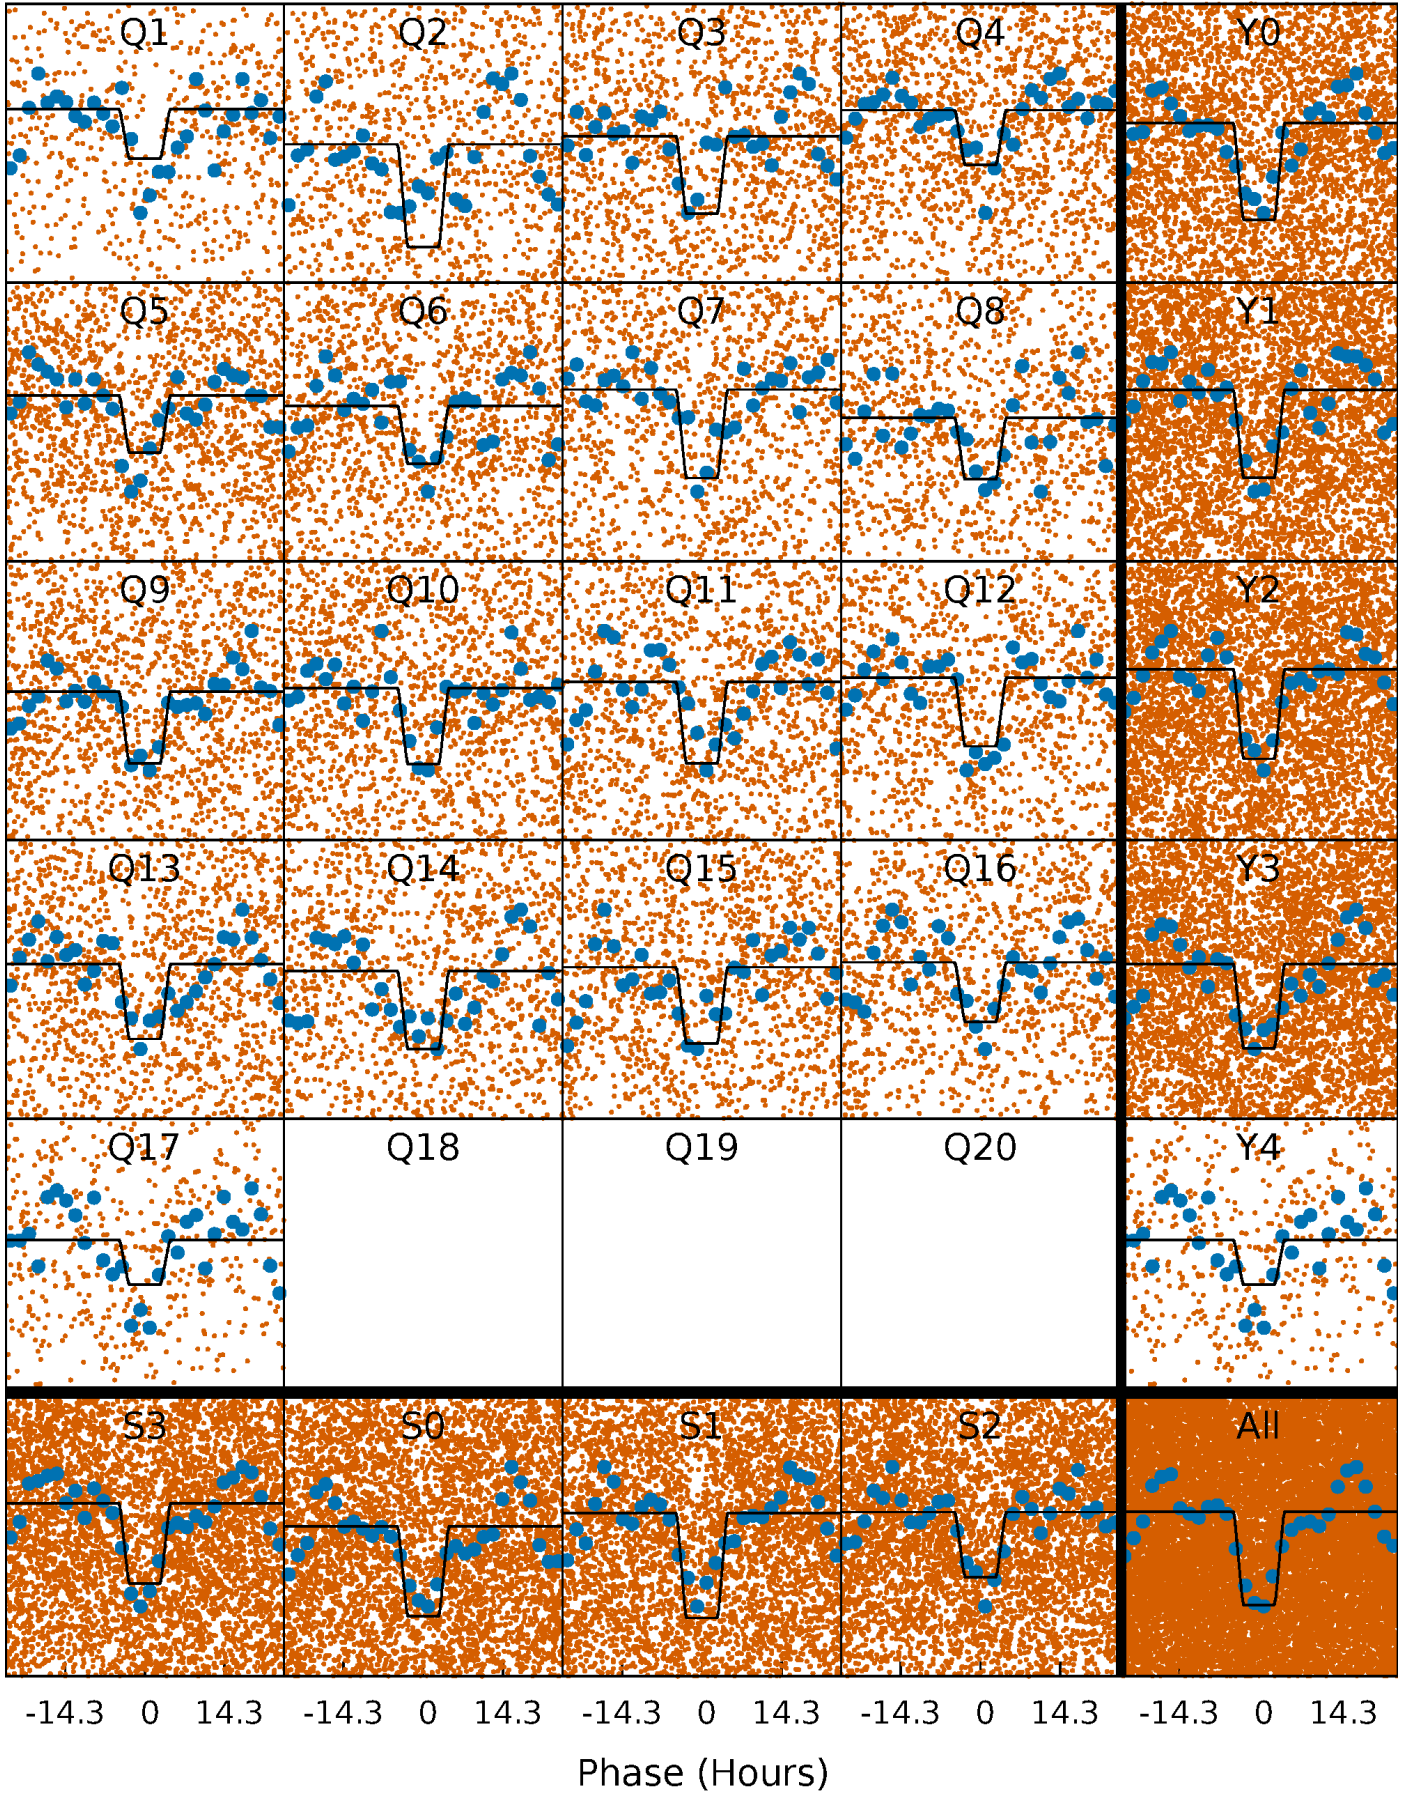 Q1 Q2 Q3 Q4 Y0
Q5 Q6 Q7 Q8 Y1
Q9 Q10 Q11 Q12 Y2
Q13 Q14 Q15 Q16 Y3
Q17 Q18 Q19 Q20 Y4
S3 S0 S1 S2 All
-14.3 0 14.3 -14.3 0 14.3 -14.3 0 14.3 -14.3 0 14.3 -14.3 0 14.3
Phase (Hours)